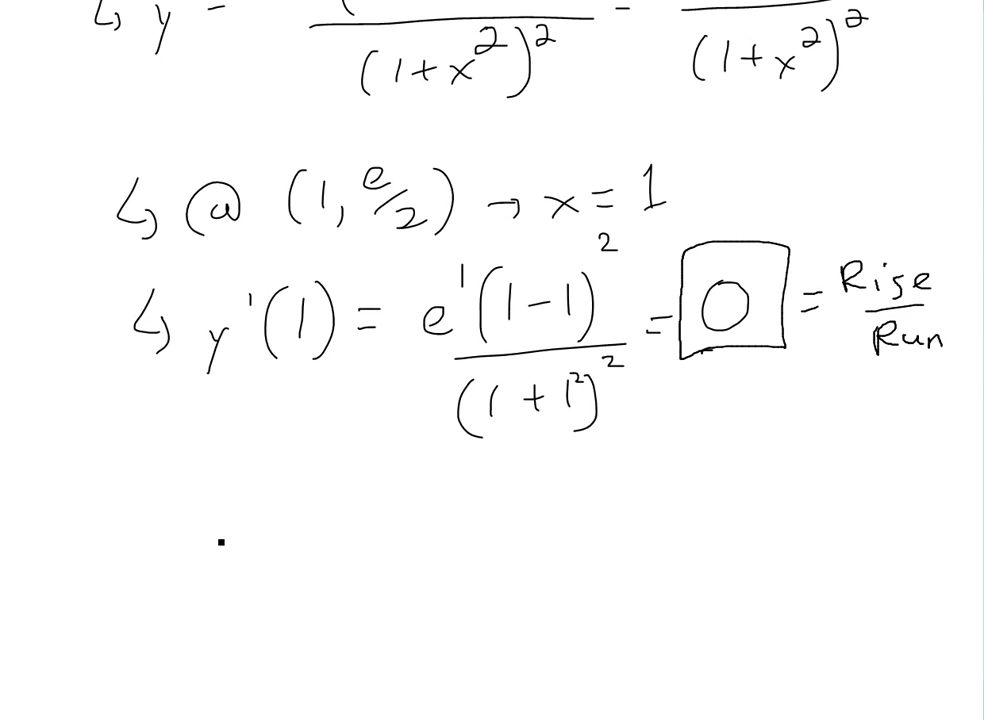 ↳ y = ( / (1+x²)² = / (1+x²)²
↳ @ (1, e/2) → x = 1
↳ y'(1) = e¹(1-1)² / (1+1²)² = 0 = Rise / Run